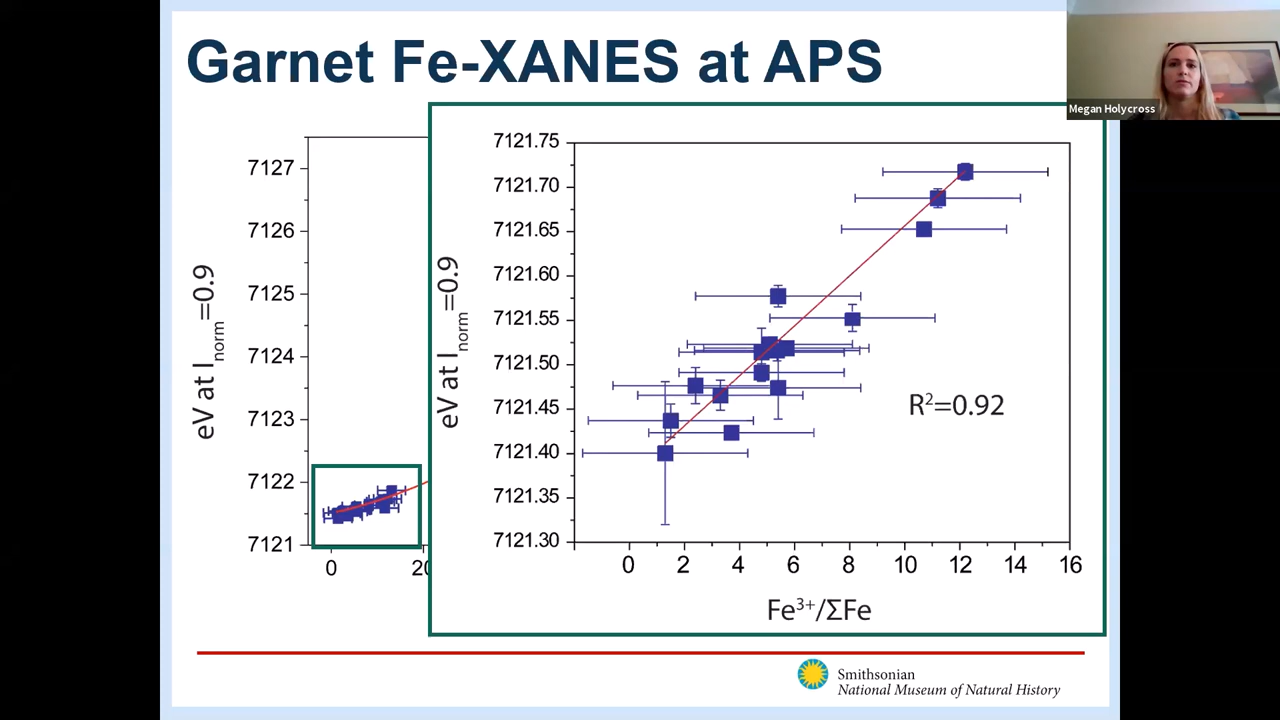 Garnet Fe-XANES at APS
Megan Holycross
7127
7126
7125
7124
7123
7122
7121
eV at Inorm=0.9
0
20
7121.75
7121.70
7121.65
7121.60
7121.55
7121.50
7121.45
7121.40
7121.35
7121.30
eV at Inorm=0.9
R²=0.92
0 2 4 6 8 10 12 14 16
Fe³⁺/ΣFe
Smithsonian
National Museum of Natural History